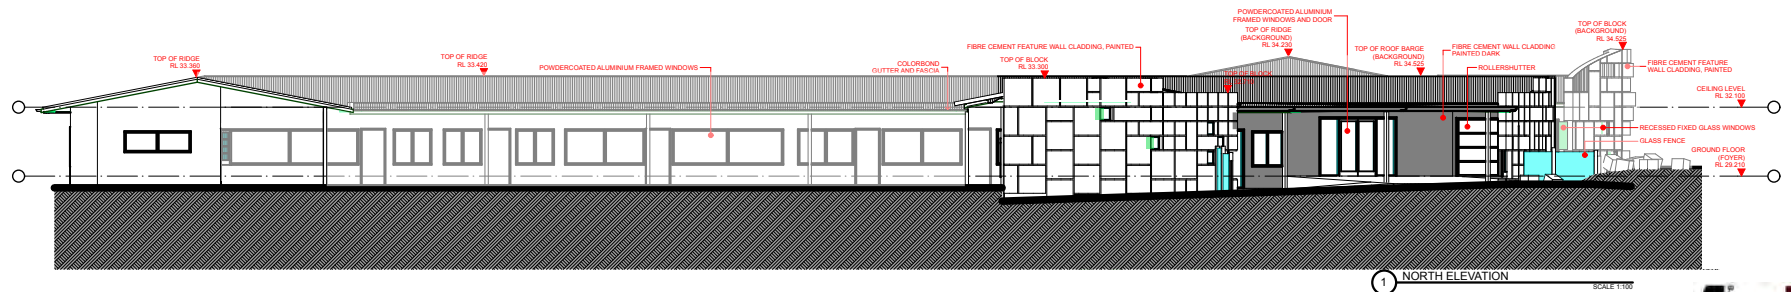 TOP OF RIDGE
RL 33.360
TOP OF RIDGE
RL 33.420
POWDERCOATED ALUMINIUM FRAMED WINDOWS
COLORBOND
GUTTER AND FASCIA
FIBRE CEMENT FEATURE WALL CLADDING, PAINTED
TOP OF BLOCK
RL 33.300
POWDERCOATED ALUMINIUM
FRAMED WINDOWS AND DOOR
TOP OF RIDGE
(BACKGROUND)
RL 34.230
TOP OF BLOCK
TOP OF ROOF BARGE
(BACKGROUND)
RL 34.525
FIBRE CEMENT WALL CLADDING
PAINTED DARK
ROLLERSHUTTER
TOP OF BLOCK
(BACKGROUND)
RL 34.525
FIBRE CEMENT FEATURE
WALL CLADDING, PAINTED
CEILING LEVEL
RL 32.100
RECESSED FIXED GLASS WINDOWS
GLASS FENCE
GROUND FLOOR
(FOYER)
RL 29.210
1 NORTH ELEVATION
SCALE 1:100